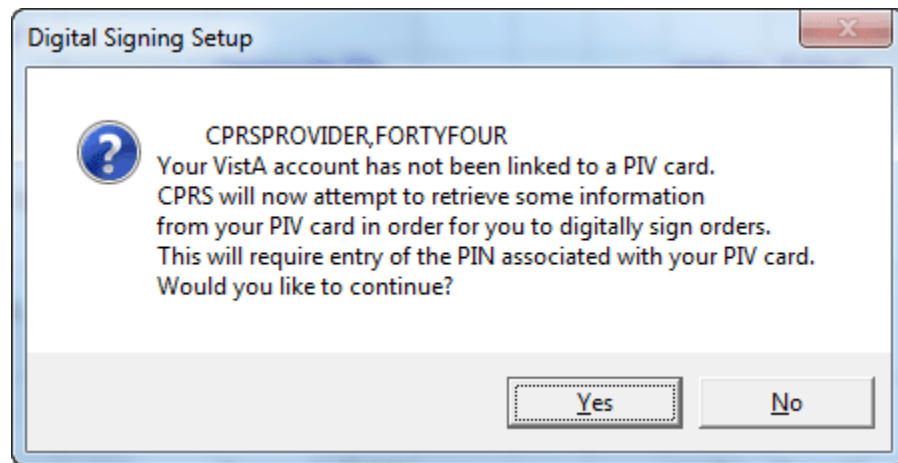 Digital Signing Setup
CPRSPROVIDER,FORTYFOUR
Your VistA account has not been linked to a PIV card.
CPRS will now attempt to retrieve some information
from your PIV card in order for you to digitally sign orders.
This will require entry of the PIN associated with your PIV card.
Would you like to continue?
Yes
No